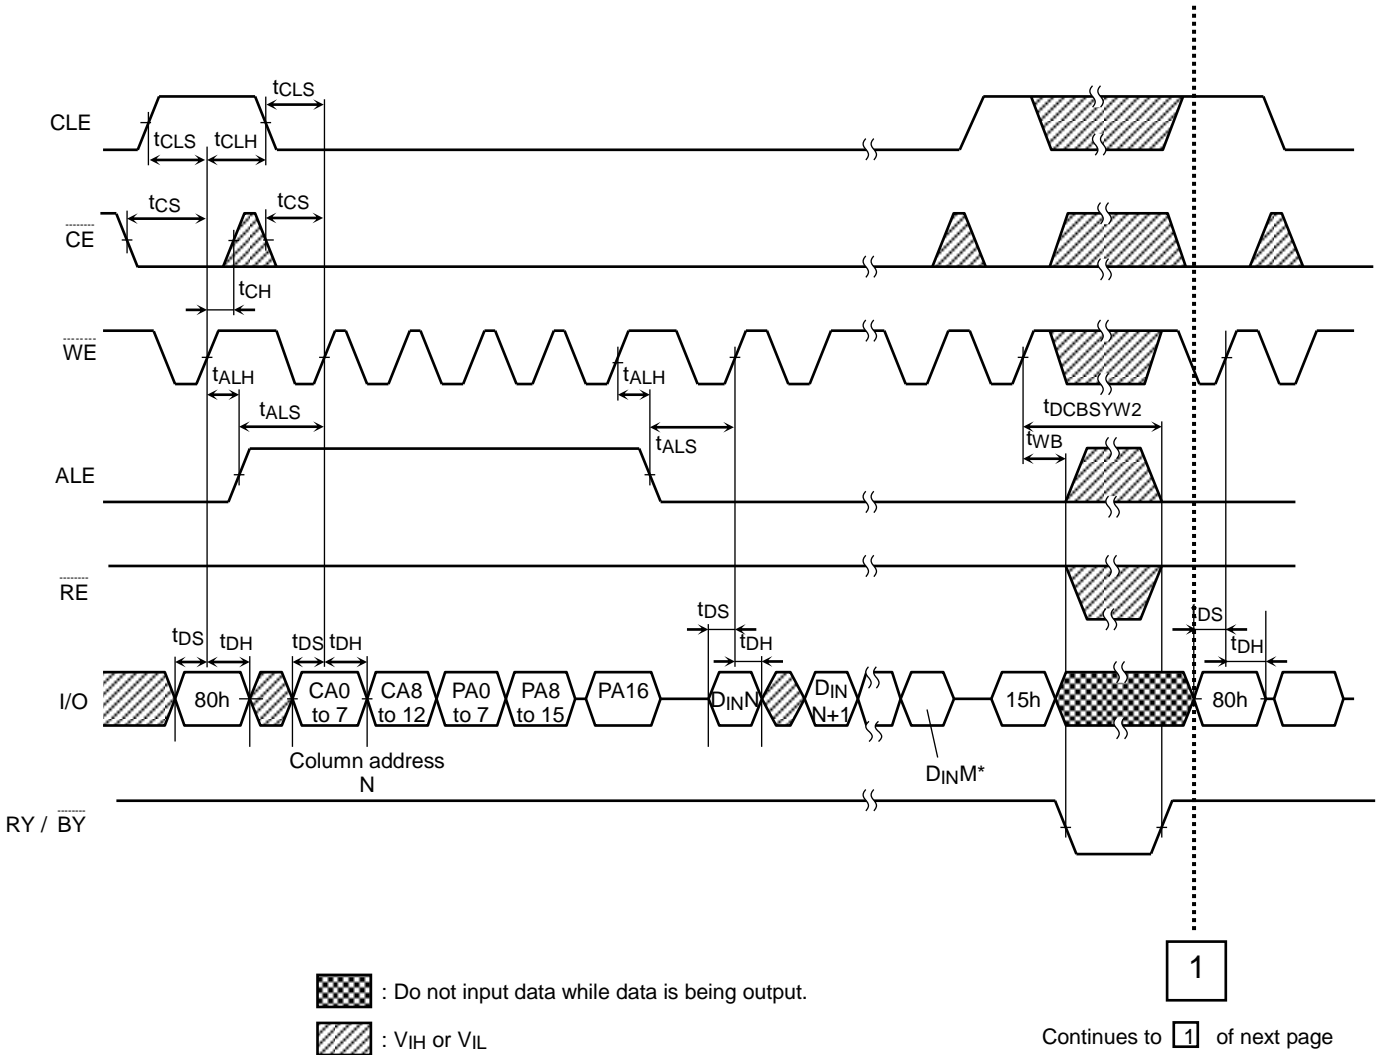 tCLS
CLE
tCLS
tCLH
tCS
tCS
CE
tCH
WE
tALH
tALH
tALS
tALS
tDCBSYW2
tWB
ALE
RE
tDS
tDH
tDS
tDH
tDS
tDH
tDS
tDH
I/O
80h
CA0
to 7
CA8
to 12
PA0
to 7
PA8
to 15
PA16
DINN
DIN
N+1
15h
80h
Column address
N
DINM*
RY / BY
1
: Do not input data while data is being output.
: VIH or VIL
Continues to 1 of next page